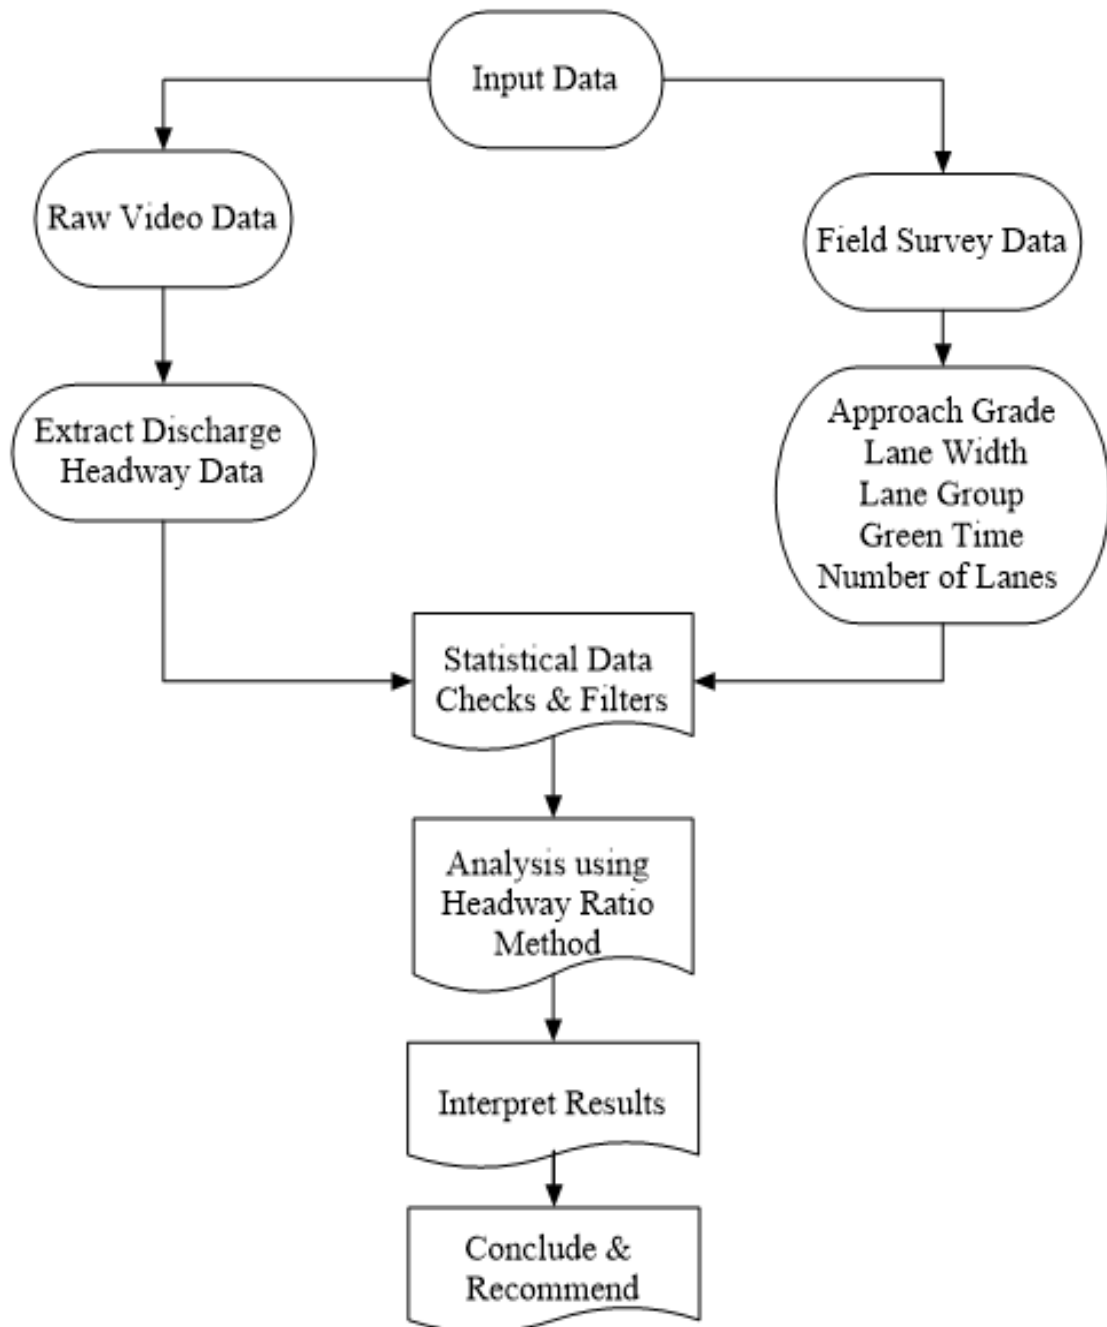 Input Data
Raw Video Data
Field Survey Data
Extract Discharge
Headway Data
Approach Grade
Lane Width
Lane Group
Green Time
Number of Lanes
Statistical Data
Checks & Filters
Analysis using
Headway Ratio
Method
Interpret Results
Conclude &
Recommend